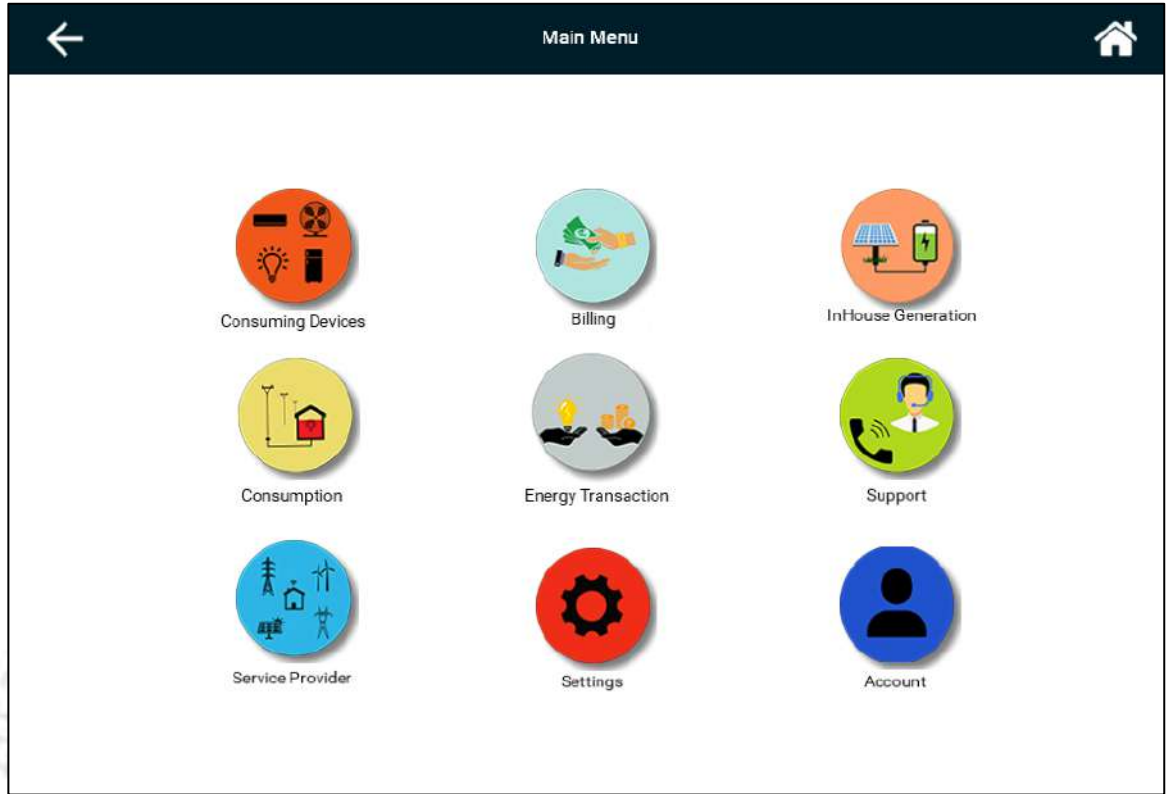 Main Menu
Consuming Devices
Billing
InHouse Generation
Consumption
Energy Transaction
Support
Service Provider
Settings
Account